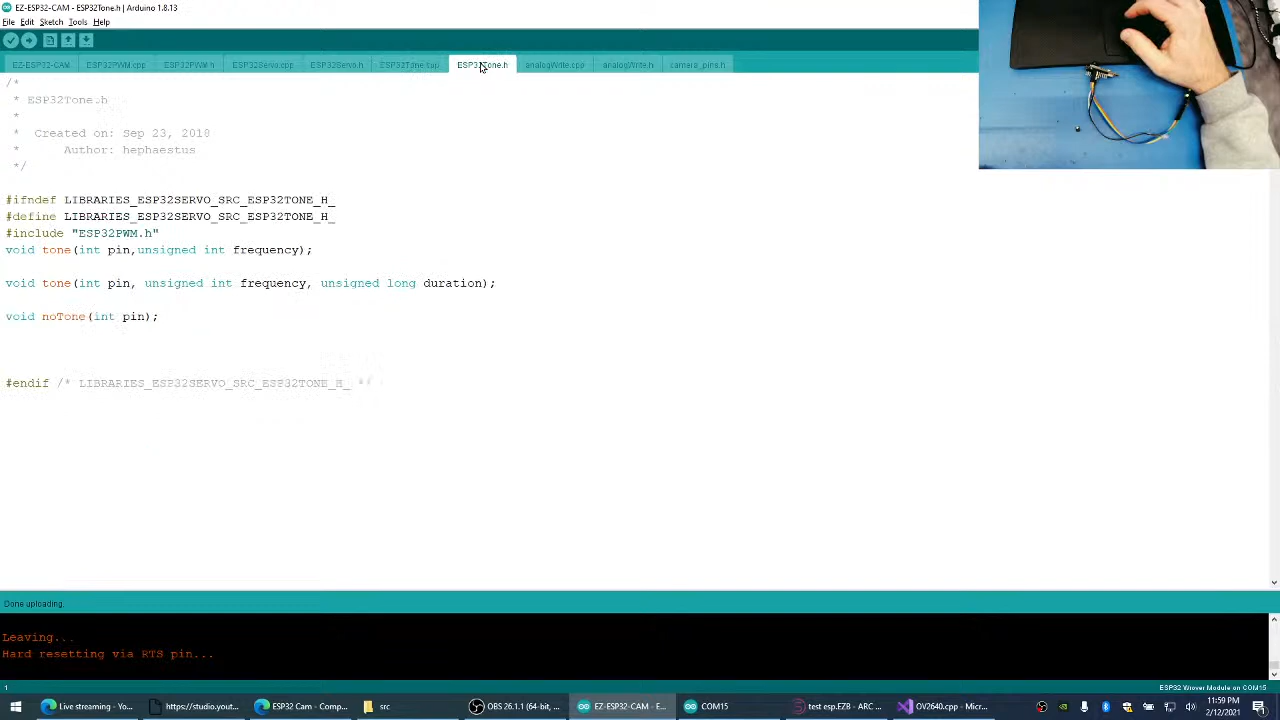 EZ-ESP32-CAM - ESP32Tone.h | Arduino 1.8.13
File Edit Sketch Tools Help
EZ-ESP32-CAM ESP32PWM.cpp ESP32PWM.h ESP32Servo.cpp ESP32Servo.h ESP32Tone.cpp ESP32Tone.h analogWrite.cpp analogWrite.h camera_pins.h
/*
* ESP32Tone.h
*
* Created on: Sep 23, 2018
* Author: hephaestus
*/
#ifndef LIBRARIES_ESP32SERVO_SRC_ESP32TONE_H_
#define LIBRARIES_ESP32SERVO_SRC_ESP32TONE_H_
#include "ESP32PWM.h"
void tone(int pin,unsigned int frequency);
void tone(int pin, unsigned int frequency, unsigned long duration);
void noTone(int pin);
#endif /* LIBRARIES_ESP32SERVO_SRC_ESP32TONE_H_ */
Done uploading.
Leaving...
Hard resetting via RTS pin...
1 ESP32 Wrover Module on COM15
Live streaming - Yo... https://studio.yout... ESP32 Cam - Comp... src OBS 26.1.1 (64-bit, ... EZ-ESP32-CAM - E... COM15 test esp.EZB - ARC ... OV2640.cpp - Micr...
11:59 PM
2/12/2021